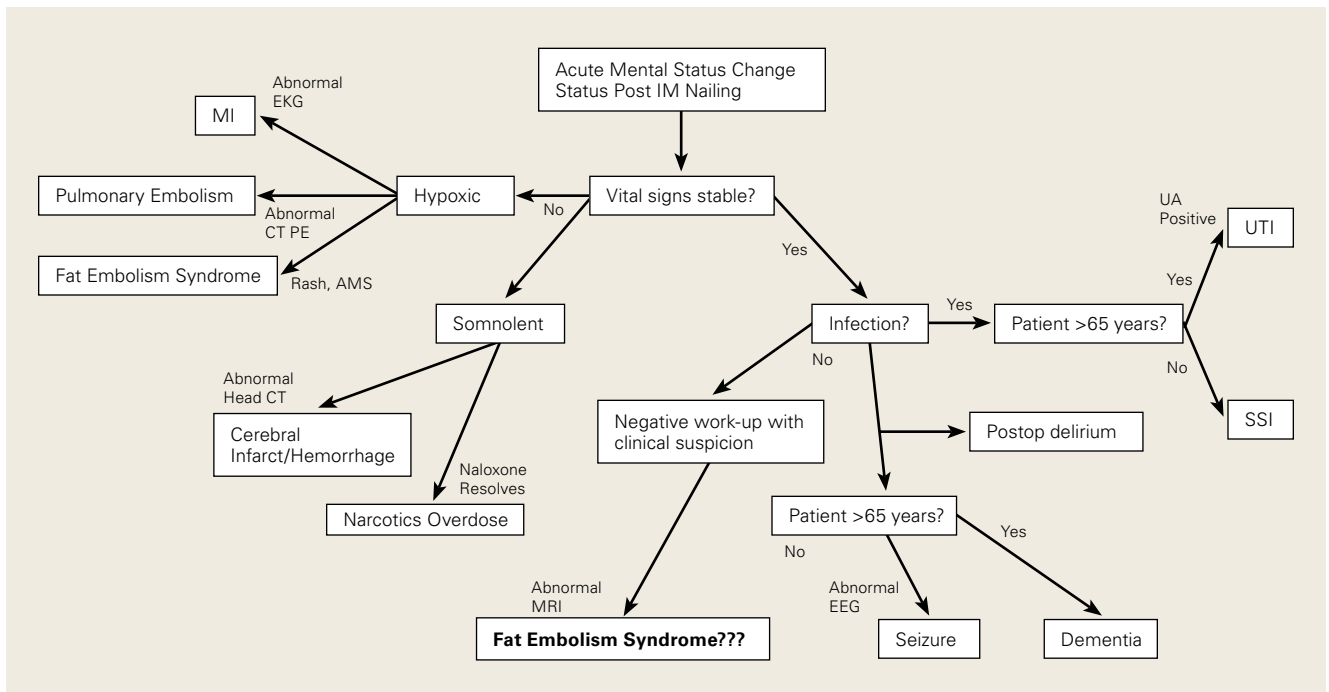 Acute Mental Status Change
Status Post IM Nailing
Abnormal
EKG
MI
Pulmonary Embolism
Hypoxic
Vital signs stable?
No
Abnormal
CT PE
UA
Positive
UTI
Yes
Fat Embolism Syndrome
Rash, AMS
Yes
Somnolent
Infection?
Yes
Patient >65 years?
No
No
Abnormal
Head CT
Cerebral
Infarct/Hemorrhage
Negative work-up with
clinical suspicion
Postop delirium
SSI
Naloxone
Resolves
Narcotics Overdose
Patient >65 years?
Yes
No
Abnormal
MRI
Abnormal
EEG
Fat Embolism Syndrome???
Seizure
Dementia